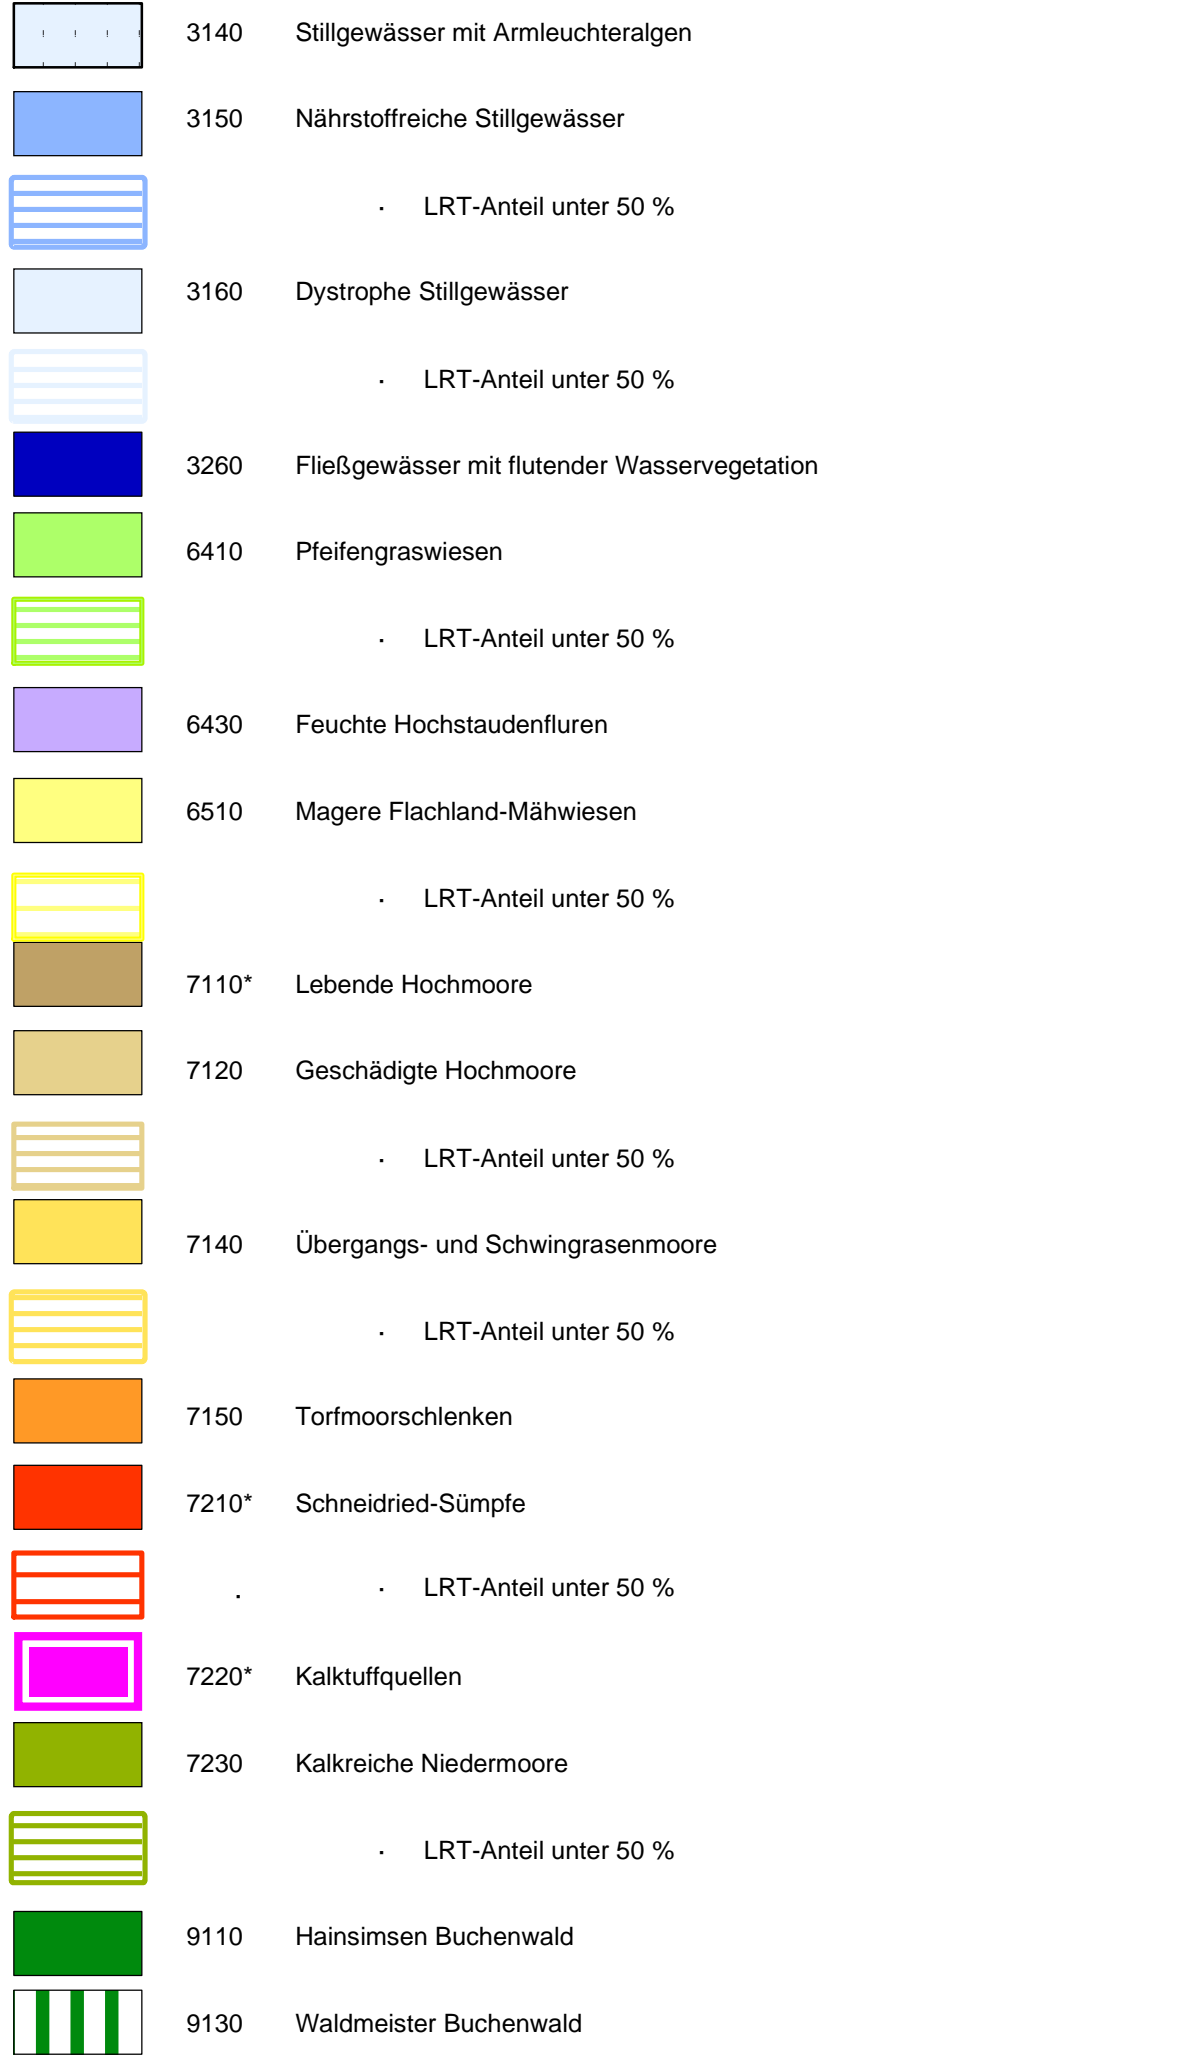 3140 Stillgewässer mit Armleuchteralgen
3150 Nährstoffreiche Stillgewässer
· LRT-Anteil unter 50 %
3160 Dystrophe Stillgewässer
· LRT-Anteil unter 50 %
3260 Fließgewässer mit flutender Wasservegetation
6410 Pfeifengraswiesen
· LRT-Anteil unter 50 %
6430 Feuchte Hochstaudenfluren
6510 Magere Flachland-Mähwiesen
· LRT-Anteil unter 50 %
7110* Lebende Hochmoore
7120 Geschädigte Hochmoore
· LRT-Anteil unter 50 %
7140 Übergangs- und Schwingrasenmoore
· LRT-Anteil unter 50 %
7150 Torfmoorschlenken
7210* Schneidried-Sümpfe
. · LRT-Anteil unter 50 %
7220* Kalktuffquellen
7230 Kalkreiche Niedermoore
· LRT-Anteil unter 50 %
9110 Hainsimsen Buchenwald
9130 Waldmeister Buchenwald